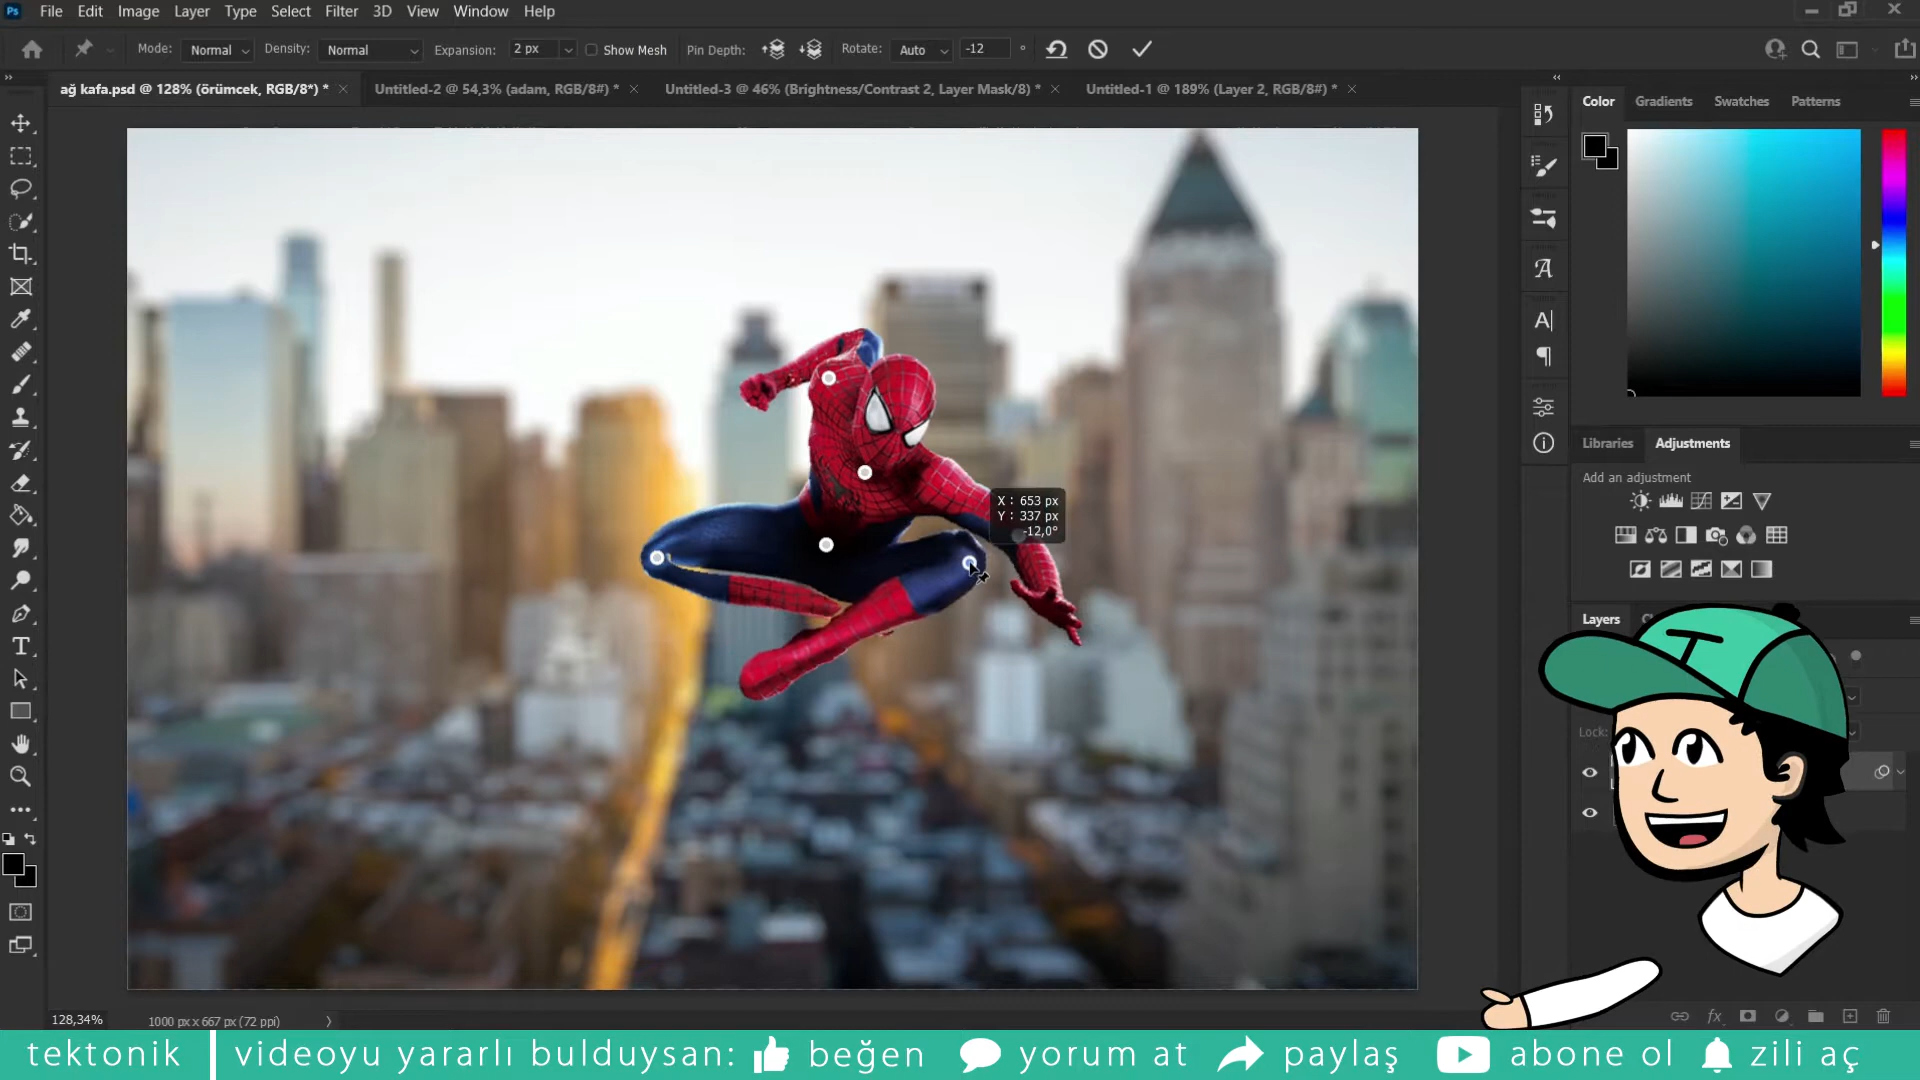 Ps File Edit Image Layer Type Select Filter 3D View Window Help
Mode: Normal Density: Normal Expansion: 2 px Show Mesh Pin Depth: Rotate: Auto -12 °
ağ kafa.psd @ 128% (örümcek, RGB/8*) * Untitled-2 @ 54,3% (adam, RGB/8#) * Untitled-3 @ 46% (Brightness/Contrast 2, Layer Mask/8) * Untitled-1 @ 189% (Layer 2, RGB/8#) *
Color Gradients Swatches Patterns
Libraries Adjustments
Add an adjustment
X : 653 px
Y : 337 px
-12,0°
Layers
Lock:
T
128,34% 1000 px x 667 px (72 ppi)
fx
tektonik videoyu yararlı bulduysan: beğen yorum at paylaş abone ol zili aç